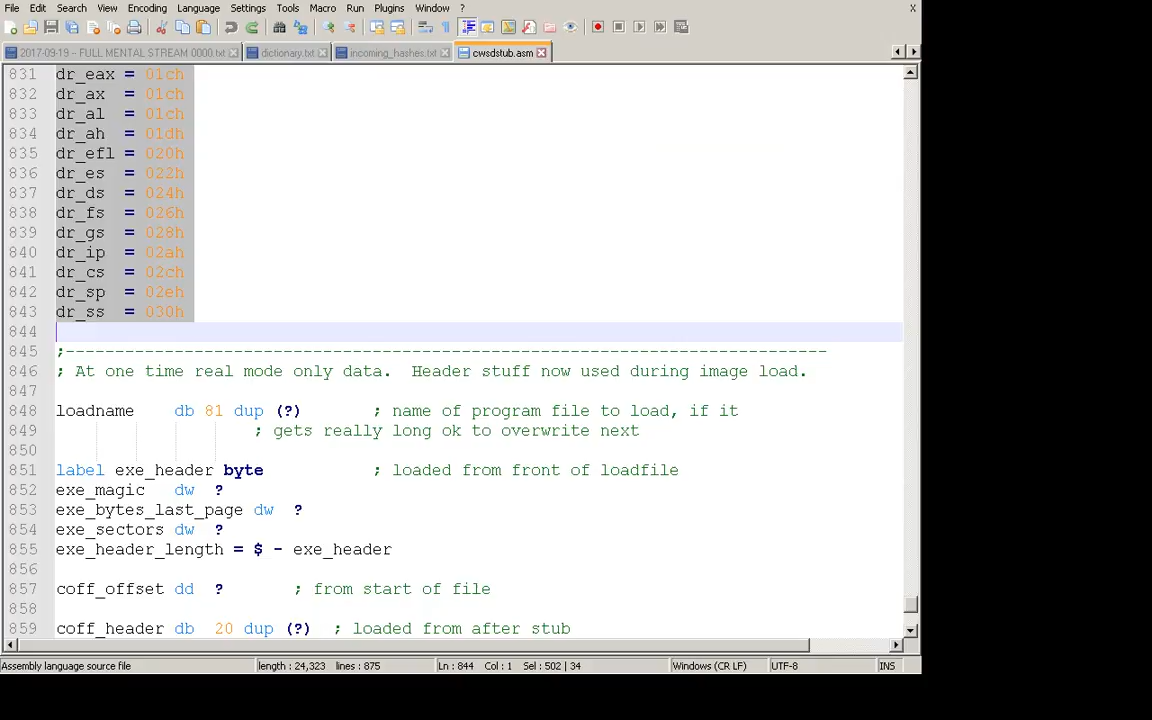 File Edit Search View Encoding Language Settings Tools Macro Run Plugins Window ? X
2017-09-19 -- FULL MENTAL STREAM 0000.txt dictionary.txt incoming_hashes.txt cwsdstub.asm
831 dr_eax = 01ch
832 dr_ax = 01ch
833 dr_al = 01ch
834 dr_ah = 01dh
835 dr_efl = 020h
836 dr_es = 022h
837 dr_ds = 024h
838 dr_fs = 026h
839 dr_gs = 028h
840 dr_ip = 02ah
841 dr_cs = 02ch
842 dr_sp = 02eh
843 dr_ss = 030h
844
845 ;-----------------------------------------------------------------------------
846 ; At one time real mode only data.  Header stuff now used during image load.
847
848 loadname db 81 dup (?) ; name of program file to load, if it
849 ; gets really long ok to overwrite next
850
851 label exe_header byte ; loaded from front of loadfile
852 exe_magic dw ?
853 exe_bytes_last_page dw ?
854 exe_sectors dw ?
855 exe_header_length = $ - exe_header
856
857 coff_offset dd ? ; from start of file
858
859 coff_header db 20 dup (?) ; loaded from after stub
Assembly language source file length : 24,323 lines : 875 Ln : 844 Col : 1 Sel : 502 | 34 Windows (CR LF) UTF-8 INS